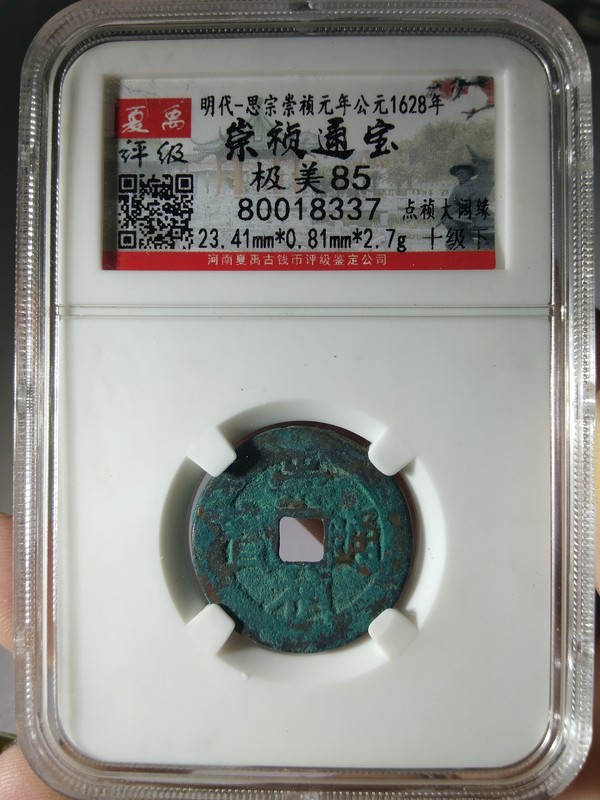 夏禹
评级
明代-思宗崇祯元年公元1628年
崇祯通宝
极美85
80018337 点祯大阔缘
23.41mm*0.81mm*2.7g 十级下
河南夏禹古钱币评级鉴定公司
通
祯